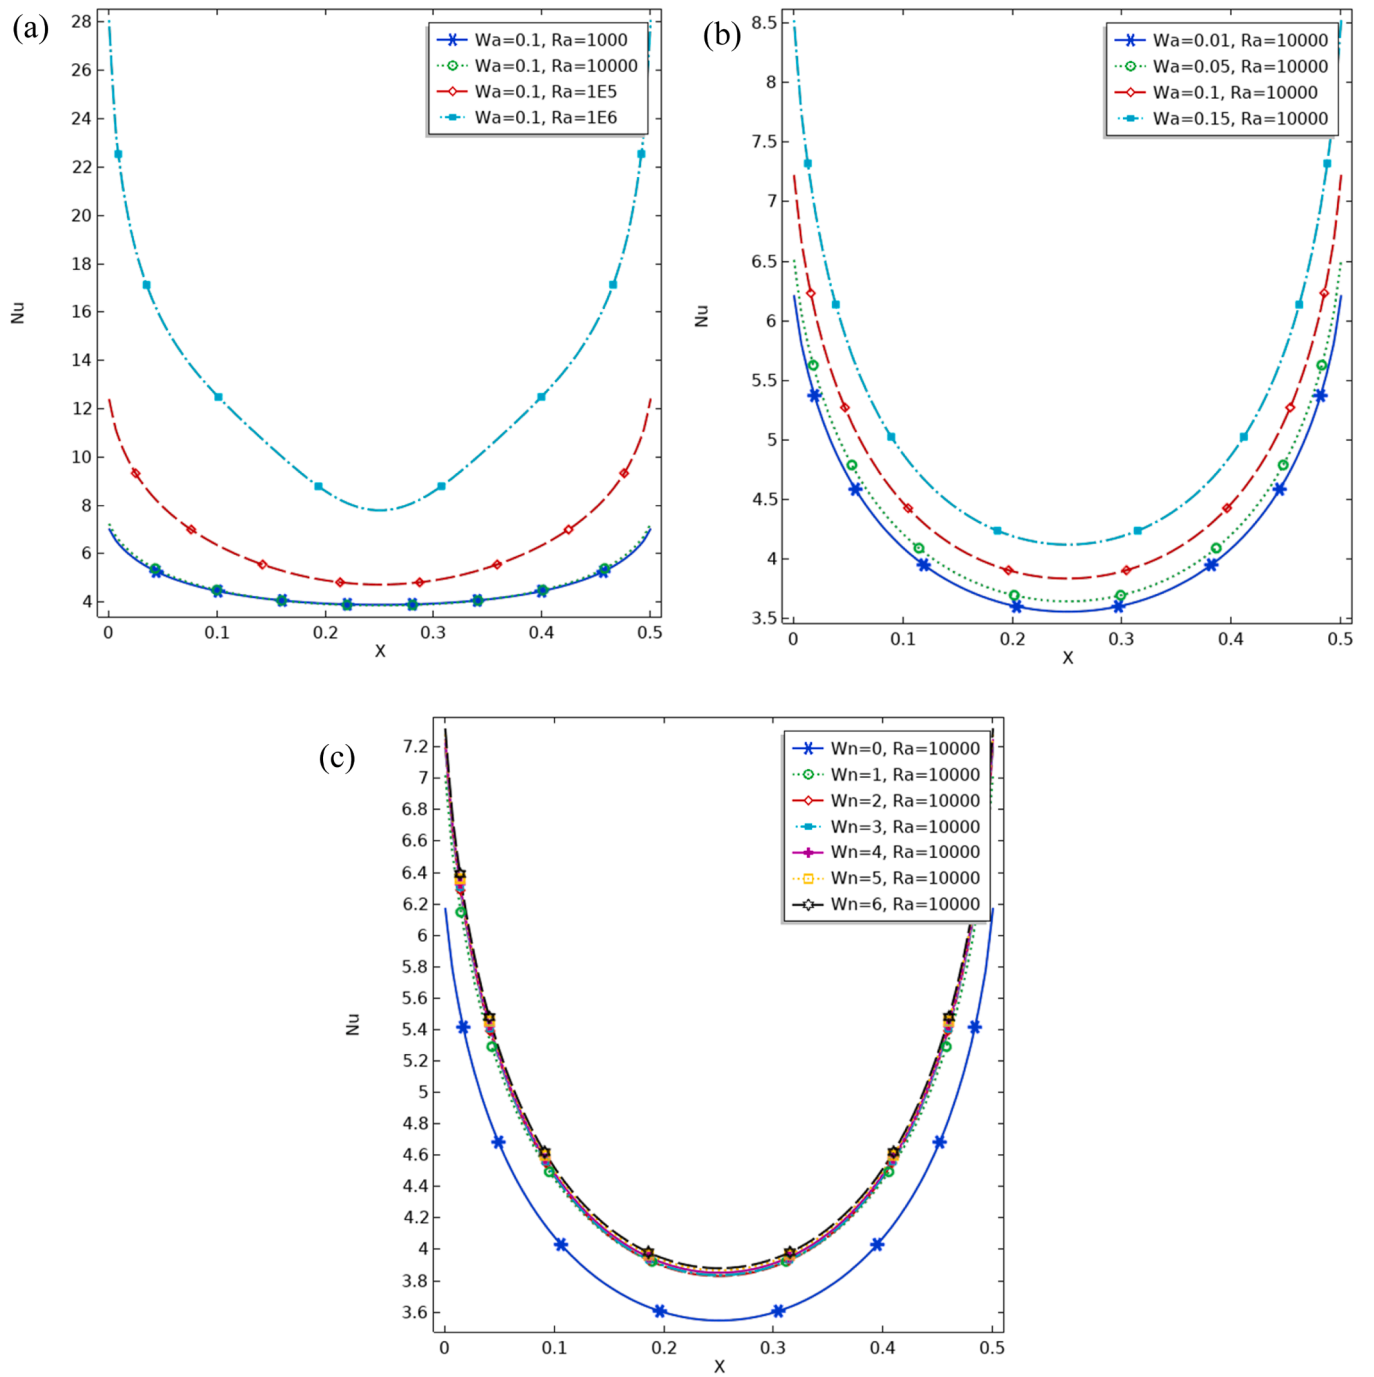 (a)
28
26
24
22
20
18
16
14
12
10
8
6
4
Nu
0
0.1
0.2
0.3
0.4
0.5
X
Wa=0.1, Ra=1000
Wa=0.1, Ra=10000
Wa=0.1, Ra=1E5
Wa=0.1, Ra=1E6
(b)
8.5
8
7.5
7
6.5
6
5.5
5
4.5
4
3.5
Nu
0
0.1
0.2
0.3
0.4
0.5
X
Wa=0.01, Ra=10000
Wa=0.05, Ra=10000
Wa=0.1, Ra=10000
Wa=0.15, Ra=10000
(c)
7.2
7
6.8
6.6
6.4
6.2
6
5.8
5.6
5.4
5.2
5
4.8
4.6
4.4
4.2
4
3.8
3.6
Nu
0
0.1
0.2
0.3
0.4
0.5
X
Wn=0, Ra=10000
Wn=1, Ra=10000
Wn=2, Ra=10000
Wn=3, Ra=10000
Wn=4, Ra=10000
Wn=5, Ra=10000
Wn=6, Ra=10000